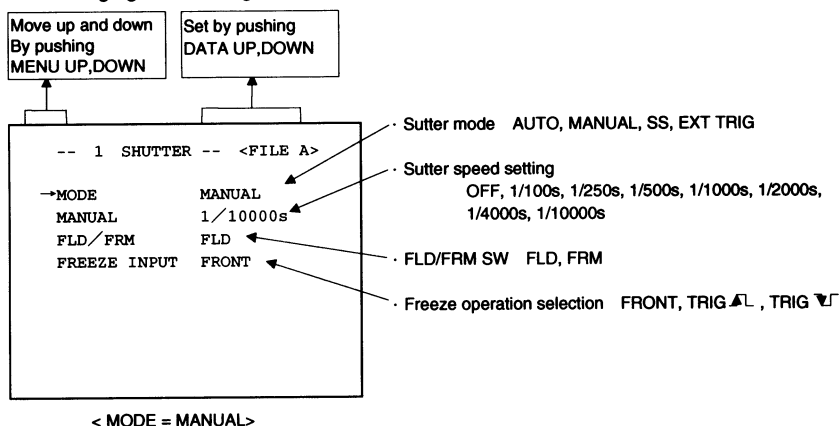 Move up and down
By pushing
MENU UP,DOWN
Set by pushing
DATA UP,DOWN
-- 1 SHUTTER -- <FILE A>
→MODE MANUAL
MANUAL 1/10000s
FLD/FRM FLD
FREEZE INPUT FRONT
· Sutter mode AUTO, MANUAL, SS, EXT TRIG
· Sutter speed setting
OFF, 1/100s, 1/250s, 1/500s, 1/1000s, 1/2000s,
1/4000s, 1/10000s
· FLD/FRM SW FLD, FRM
· Freeze operation selection FRONT, TRIG , TRIG
< MODE = MANUAL>